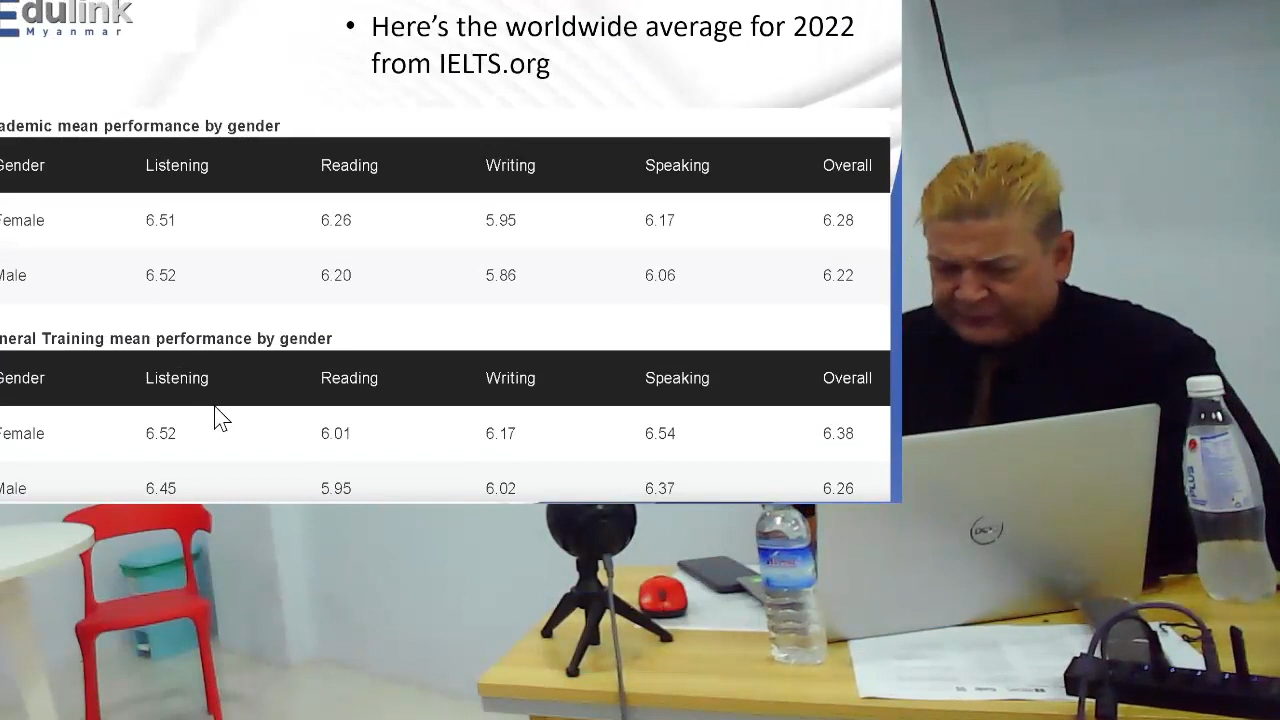 Edulink
Myanmar
• Here's the worldwide average for 2022
from IELTS.org
ademic mean performance by gender
Gender Listening Reading Writing Speaking Overall
Female 6.51 6.26 5.95 6.17 6.28
Male 6.52 6.20 5.86 6.06 6.22
neral Training mean performance by gender
Gender Listening Reading Writing Speaking Overall
Female 6.52 6.01 6.17 6.54 6.38
Male 6.45 5.95 6.02 6.37 6.26
DELL
PLUS